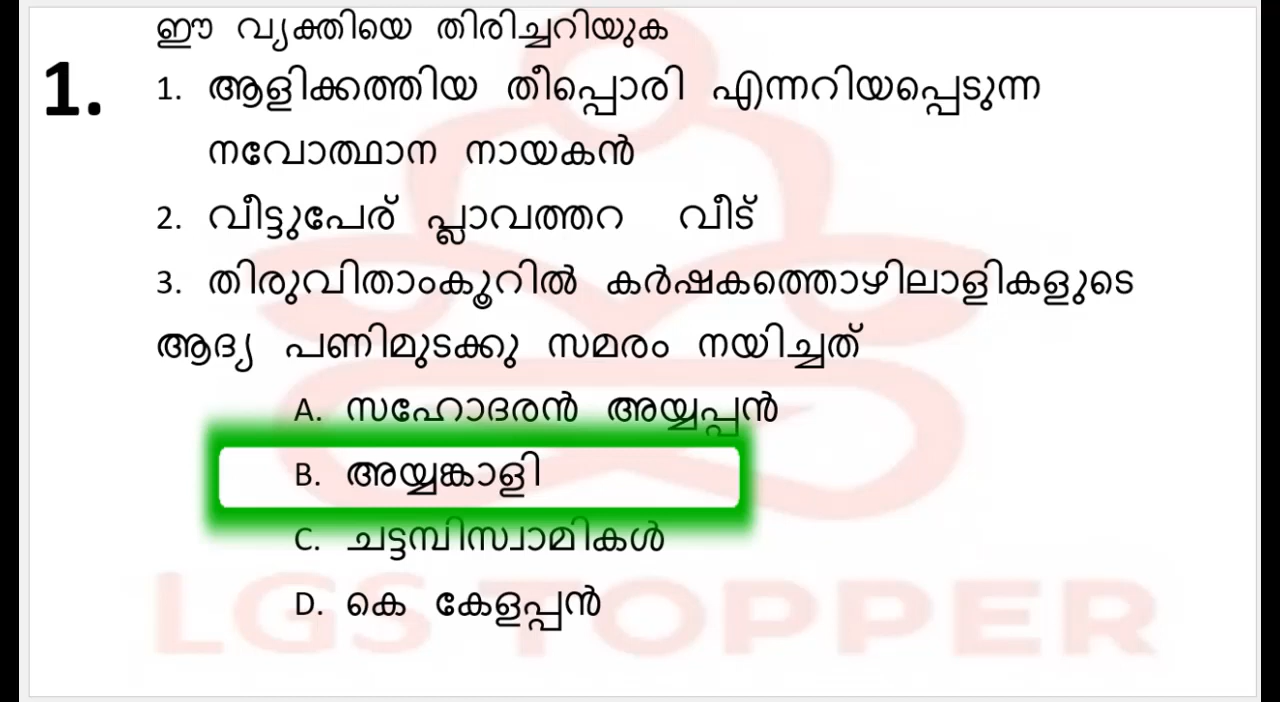 ഈ വ്യക്തിയെ തിരിച്ചറിയുക
1. 1. ആളിക്കത്തിയ തീപ്പൊരി എന്നറിയപ്പെടുന്ന
നവോത്ഥാന നായകൻ
2. വീട്ടുപേര് പ്ലാവത്തറ വീട്
3. തിരുവിതാംകൂറിൽ കർഷകത്തൊഴിലാളികളുടെ
ആദ്യ പണിമുടക്കു സമരം നയിച്ചത്
A. സഹോദരൻ അയ്യപ്പൻ
B. അയ്യങ്കാളി
C. ചട്ടമ്പിസ്വാമികൾ
D. കെ കേളപ്പൻ
LGS TOPPER